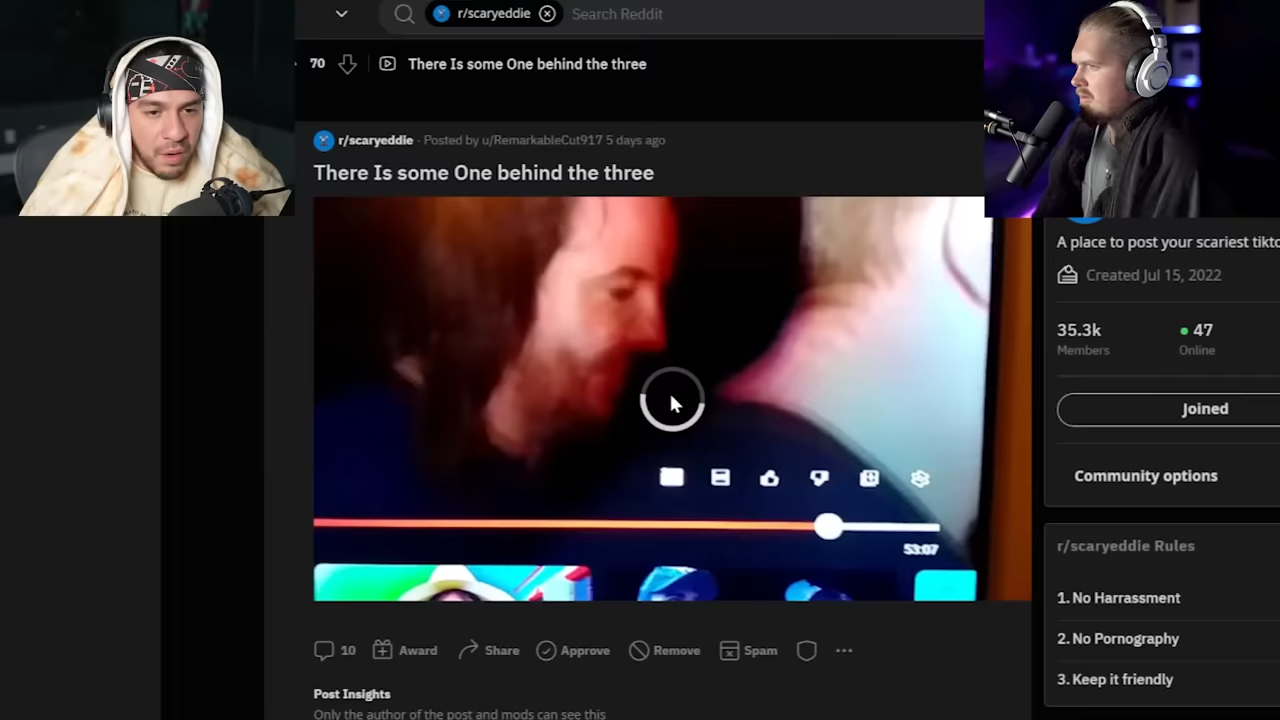 r/scaryeddie
Search Reddit
70
There Is some One behind the three
r/scaryeddie · Posted by u/RemarkableCut917 5 days ago
There Is some One behind the three
53:07
10
Award
Share
Approve
Remove
Spam
Post Insights
Only the author of the post and mods can see this
A place to post your scariest tikto
Created Jul 15, 2022
35.3k
47
Members
Online
Joined
Community options
r/scaryeddie Rules
1. No Harrassment
2. No Pornography
3. Keep it friendly